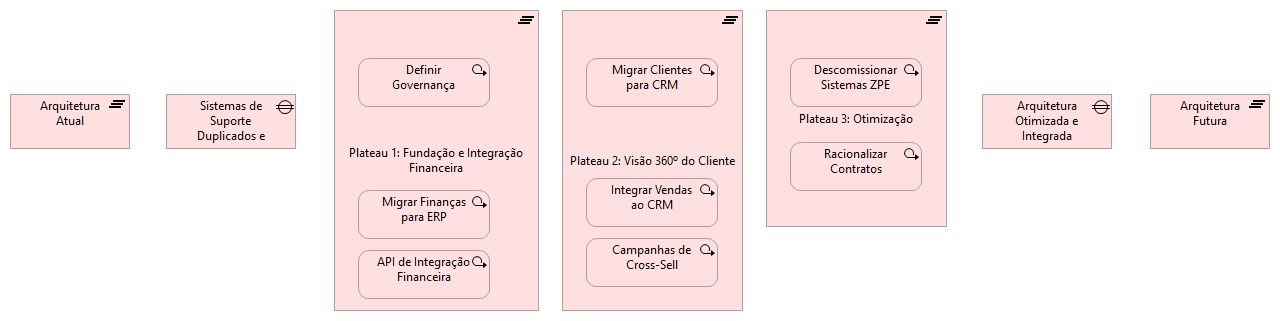 Arquitetura
Atual
Sistemas de
Suporte
Duplicados e
Definir
Governança
Plateau 1: Fundação e Integração
Financeira
Migrar Finanças
para ERP
API de Integração
Financeira
Migrar Clientes
para CRM
Plateau 2: Visão 360º do Cliente
Integrar Vendas
ao CRM
Campanhas de
Cross-Sell
Descomissionar
Sistemas ZPE
Plateau 3: Otimização
Racionalizar
Contratos
Arquitetura
Otimizada e
Integrada
Arquitetura
Futura